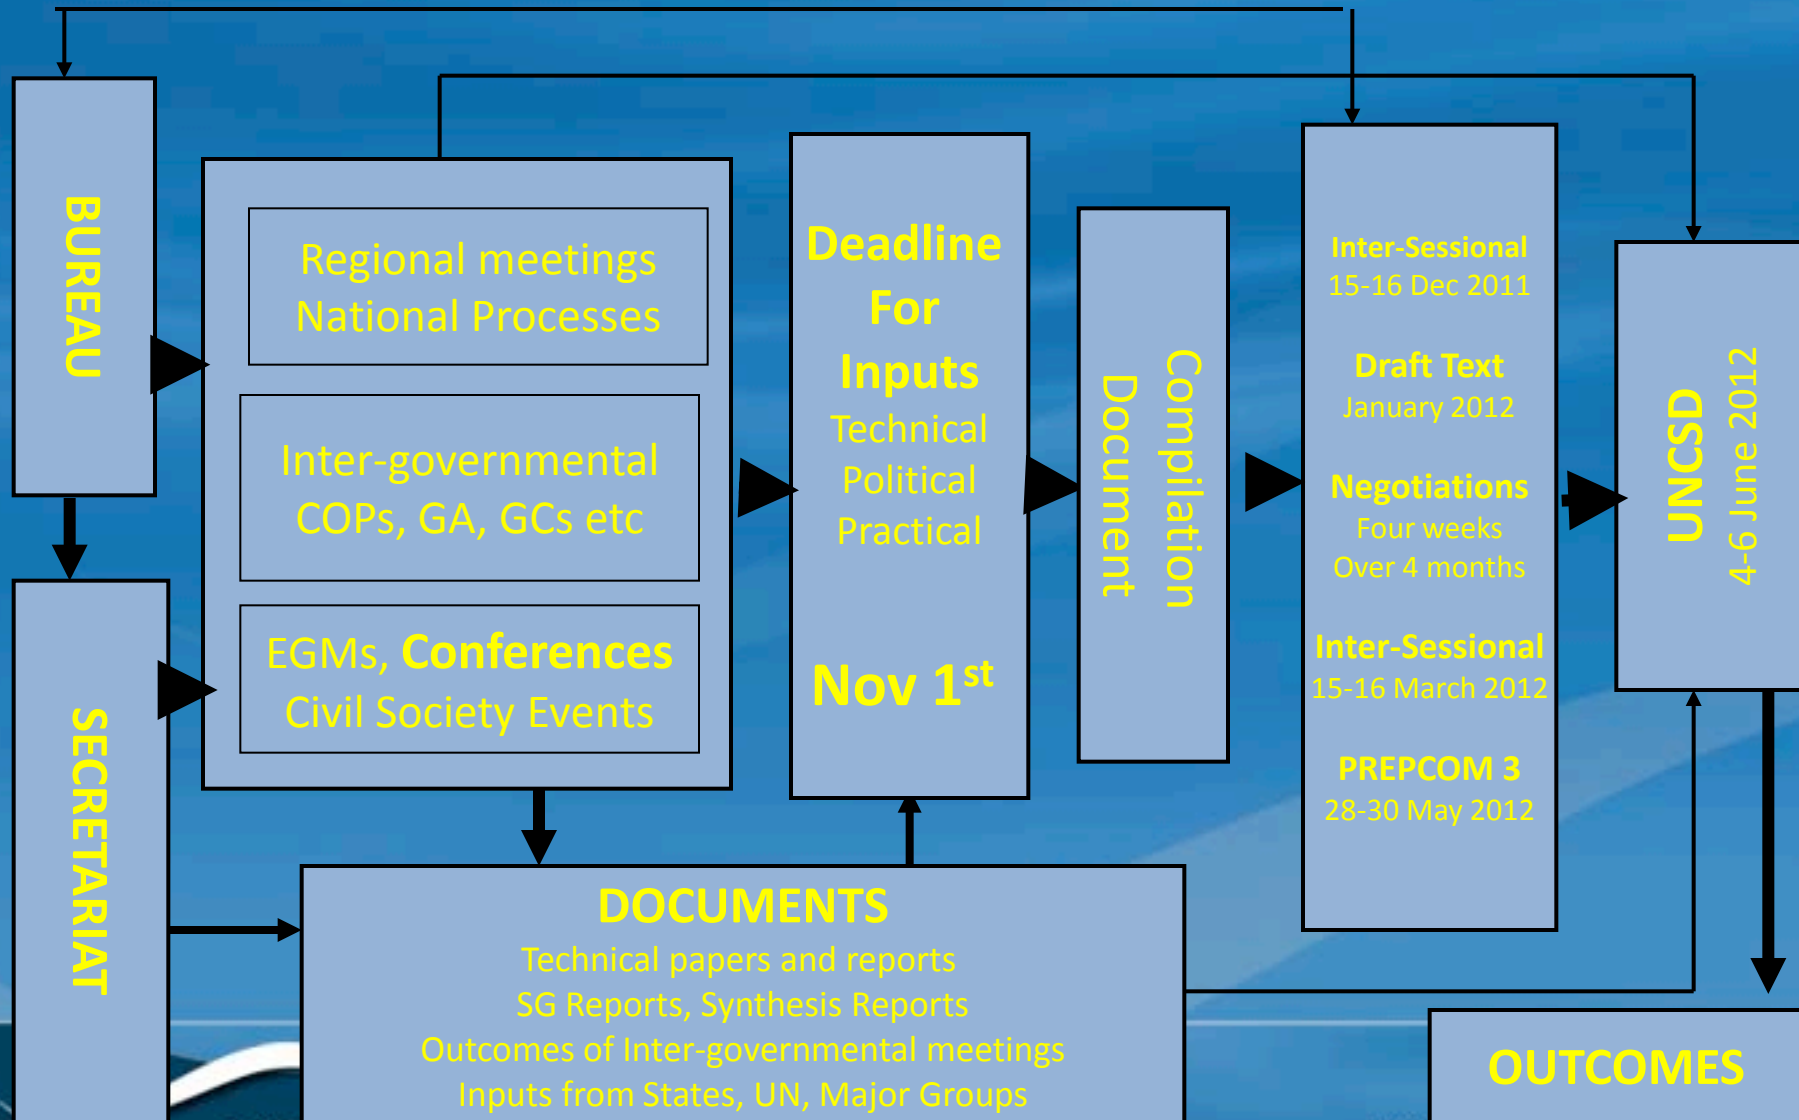 BUREAU
SECRETARIAT
Regional meetings
National Processes
Inter-governmental
COPs, GA, GCs etc
EGMs, Conferences
Civil Society Events
Deadline
For
Inputs
Technical
Political
Practical
Nov 1st
Compilation
Document
Inter-Sessional
15-16 Dec 2011
Draft Text
January 2012
Negotiations
Four weeks
Over 4 months
Inter-Sessional
15-16 March 2012
PREPCOM 3
28-30 May 2012
UNCSD
4-6 June 2012
DOCUMENTS
Technical papers and reports
SG Reports, Synthesis Reports
Outcomes of Inter-governmental meetings
Inputs from States, UN, Major Groups
OUTCOMES